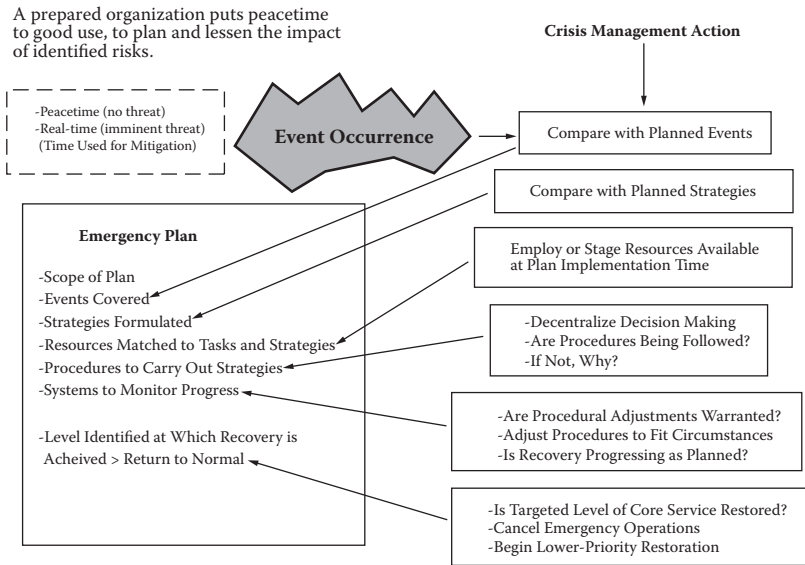 A prepared organization puts peacetime
to good use, to plan and lessen the impact
of identified risks.
Crisis Management Action
-Peacetime (no threat)
-Real-time (imminent threat)
(Time Used for Mitigation)
Event Occurrence
Compare with Planned Events
Compare with Planned Strategies
Emergency Plan
-Scope of Plan
-Events Covered
-Strategies Formulated
-Resources Matched to Tasks and Strategies
-Procedures to Carry Out Strategies
-Systems to Monitor Progress
-Level Identified at Which Recovery is
Acheived > Return to Normal
Employ or Stage Resources Available
at Plan Implementation Time
-Decentralize Decision Making
-Are Procedures Being Followed?
-If Not, Why?
-Are Procedural Adjustments Warranted?
-Adjust Procedures to Fit Circumstances
-Is Recovery Progressing as Planned?
-Is Targeted Level of Core Service Restored?
-Cancel Emergency Operations
-Begin Lower-Priority Restoration